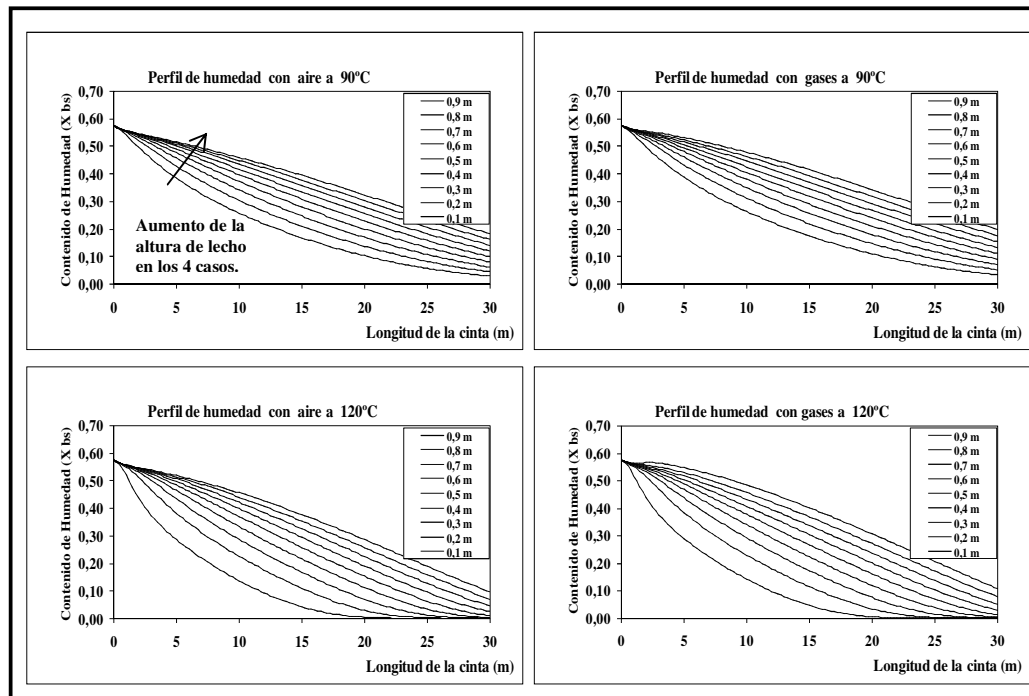 Perfil de humedad con aire a 90ºC
Contenido de Humedad (X bs)
0,70
0,60
0,50
0,40
0,30
0,20
0,10
0,00
0 5 10 15 20 25 30
Longitud de la cinta (m)
0,9 m
0,8 m
0,7 m
0,6 m
0,5 m
0,4 m
0,3 m
0,2 m
0,1 m
Aumento de la
altura de lecho
en los 4 casos.
Perfil de humedad con gases a 90ºC
Contenido de Humedad (X bs)
0,70
0,60
0,50
0,40
0,30
0,20
0,10
0,00
0 5 10 15 20 25 30
Longitud de la cinta (m)
0,9 m
0,8 m
0,7 m
0,6 m
0,5 m
0,4 m
0,3 m
0,2 m
0,1 m
Perfil de humedad con aire a 120ºC
Contenido de Humedad (X bs)
0,70
0,60
0,50
0,40
0,30
0,20
0,10
0,00
0 5 10 15 20 25 30
Longitud de la cinta (m)
0,9 m
0,8 m
0,7 m
0,6 m
0,5 m
0,4 m
0,3 m
0,2 m
0,1 m
Perfil de humedad con gases a 120ºC
Contenido de Humedad (X bs)
0,70
0,60
0,50
0,40
0,30
0,20
0,10
0,00
0 5 10 15 20 25 30
Longitud de la cinta (m)
0,9 m
0,8 m
0,7 m
0,6 m
0,5 m
0,4 m
0,3 m
0,2 m
0,1 m